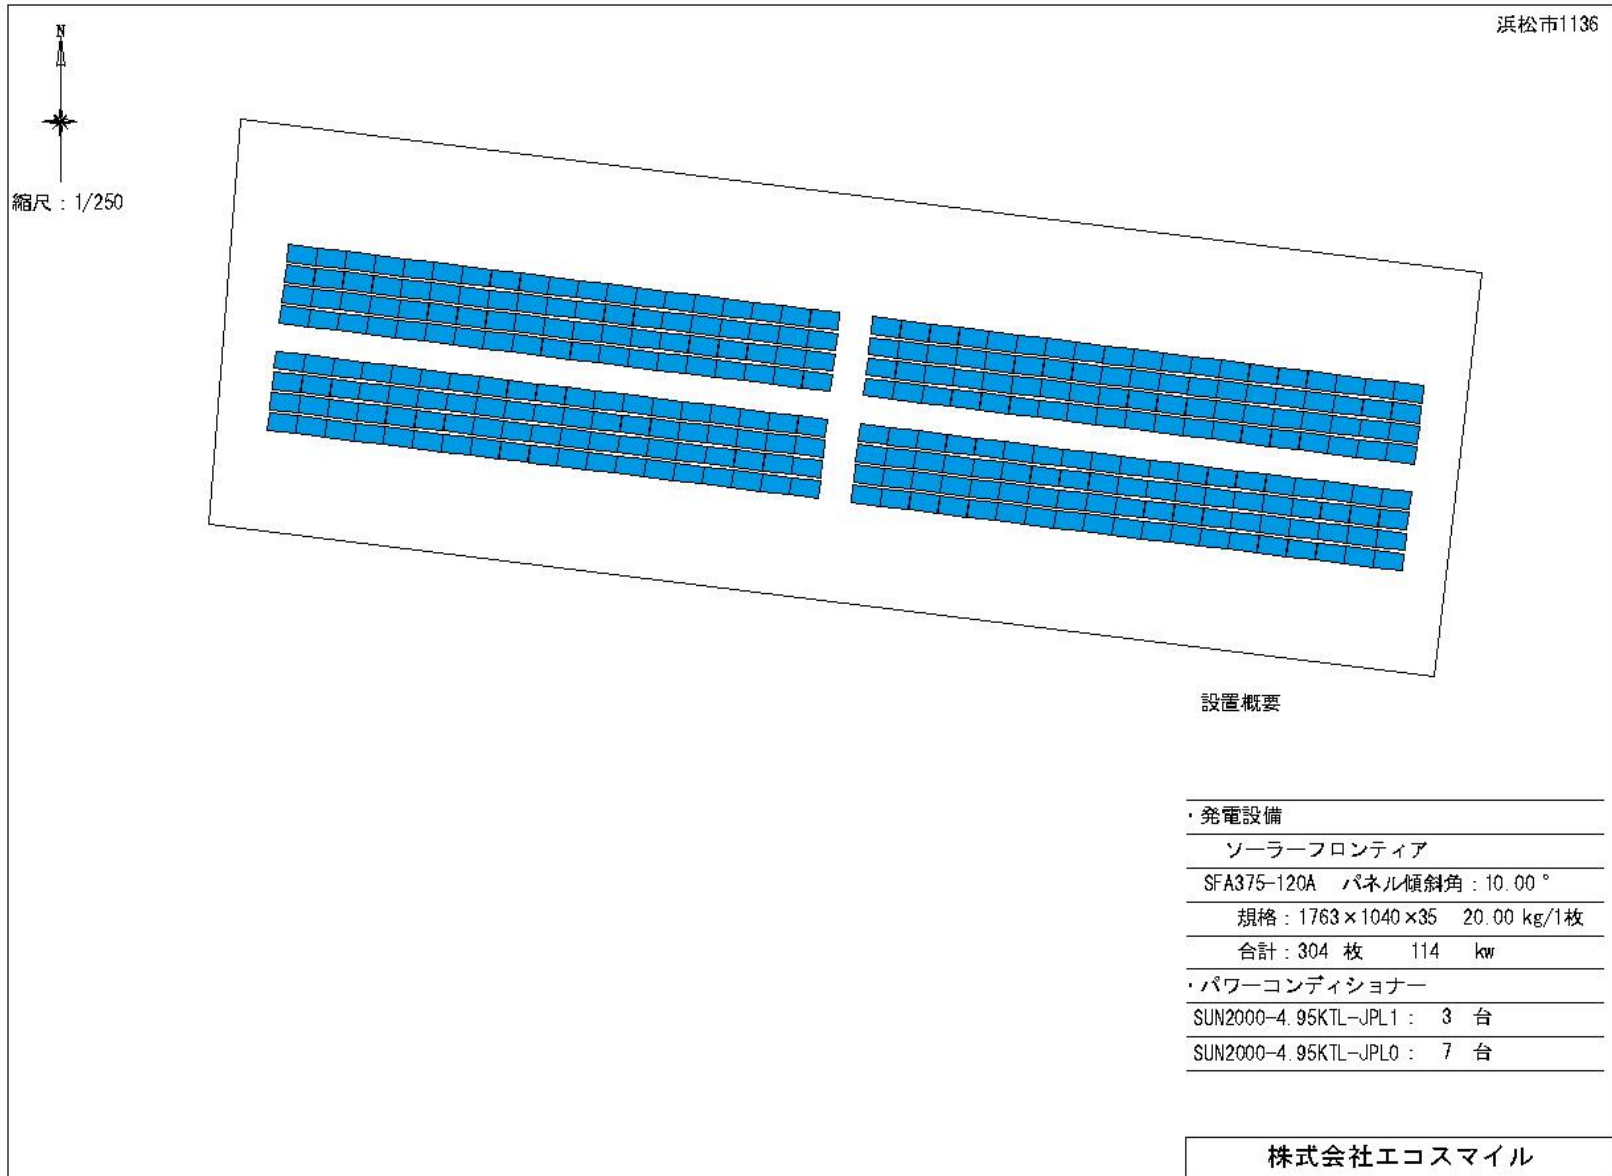 浜松市1136
N
縮尺：1/250
設置概要
・発電設備
ソーラーフロンティア
SFA375-120A パネル傾斜角：10.00°
規格：1763×1040×35 20.00 kg/1枚
合計：304 枚 114 kw
・パワーコンディショナー
SUN2000-4.95KTL-JPL1： 3 台
SUN2000-4.95KTL-JPL0： 7 台
株式会社エコスマイル